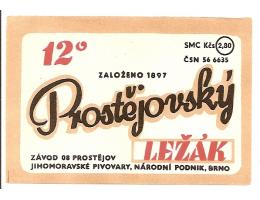 12° SMC Kčs 2,80
ČSN 56 6635
ZALOŽENO 1897
Prostějovský
LEŽÁK
ZÁVOD 08 PROSTĚJOV
JIHOMORAVSKÉ PIVOVARY, NÁRODNÍ PODNIK, BRNO